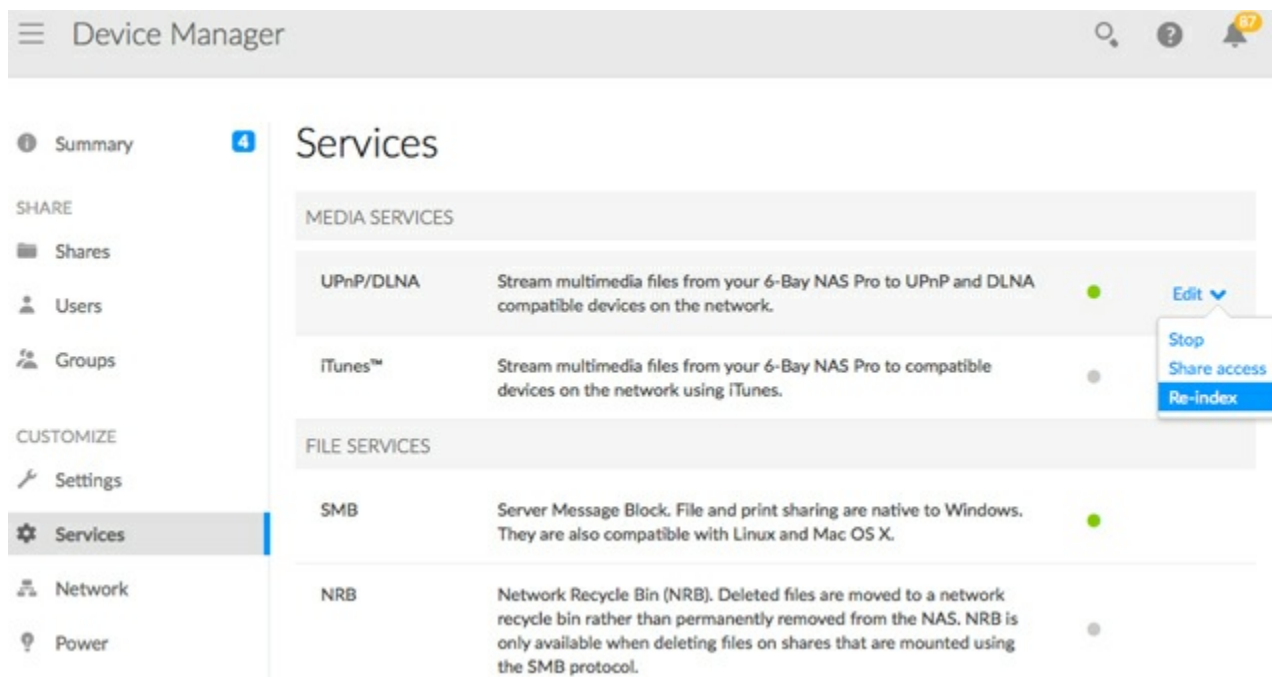 Device Manager
87
Summary
4
SHARE
Shares
Users
Groups
CUSTOMIZE
Settings
Services
Network
Power
Services
MEDIA SERVICES
UPnP/DLNA
Stream multimedia files from your 6-Bay NAS Pro to UPnP and DLNA
compatible devices on the network.
Edit
Stop
Share access
Re-index
iTunes™
Stream multimedia files from your 6-Bay NAS Pro to compatible
devices on the network using iTunes.
FILE SERVICES
SMB
Server Message Block. File and print sharing are native to Windows.
They are also compatible with Linux and Mac OS X.
NRB
Network Recycle Bin (NRB). Deleted files are moved to a network
recycle bin rather than permanently removed from the NAS. NRB is
only available when deleting files on shares that are mounted using
the SMB protocol.